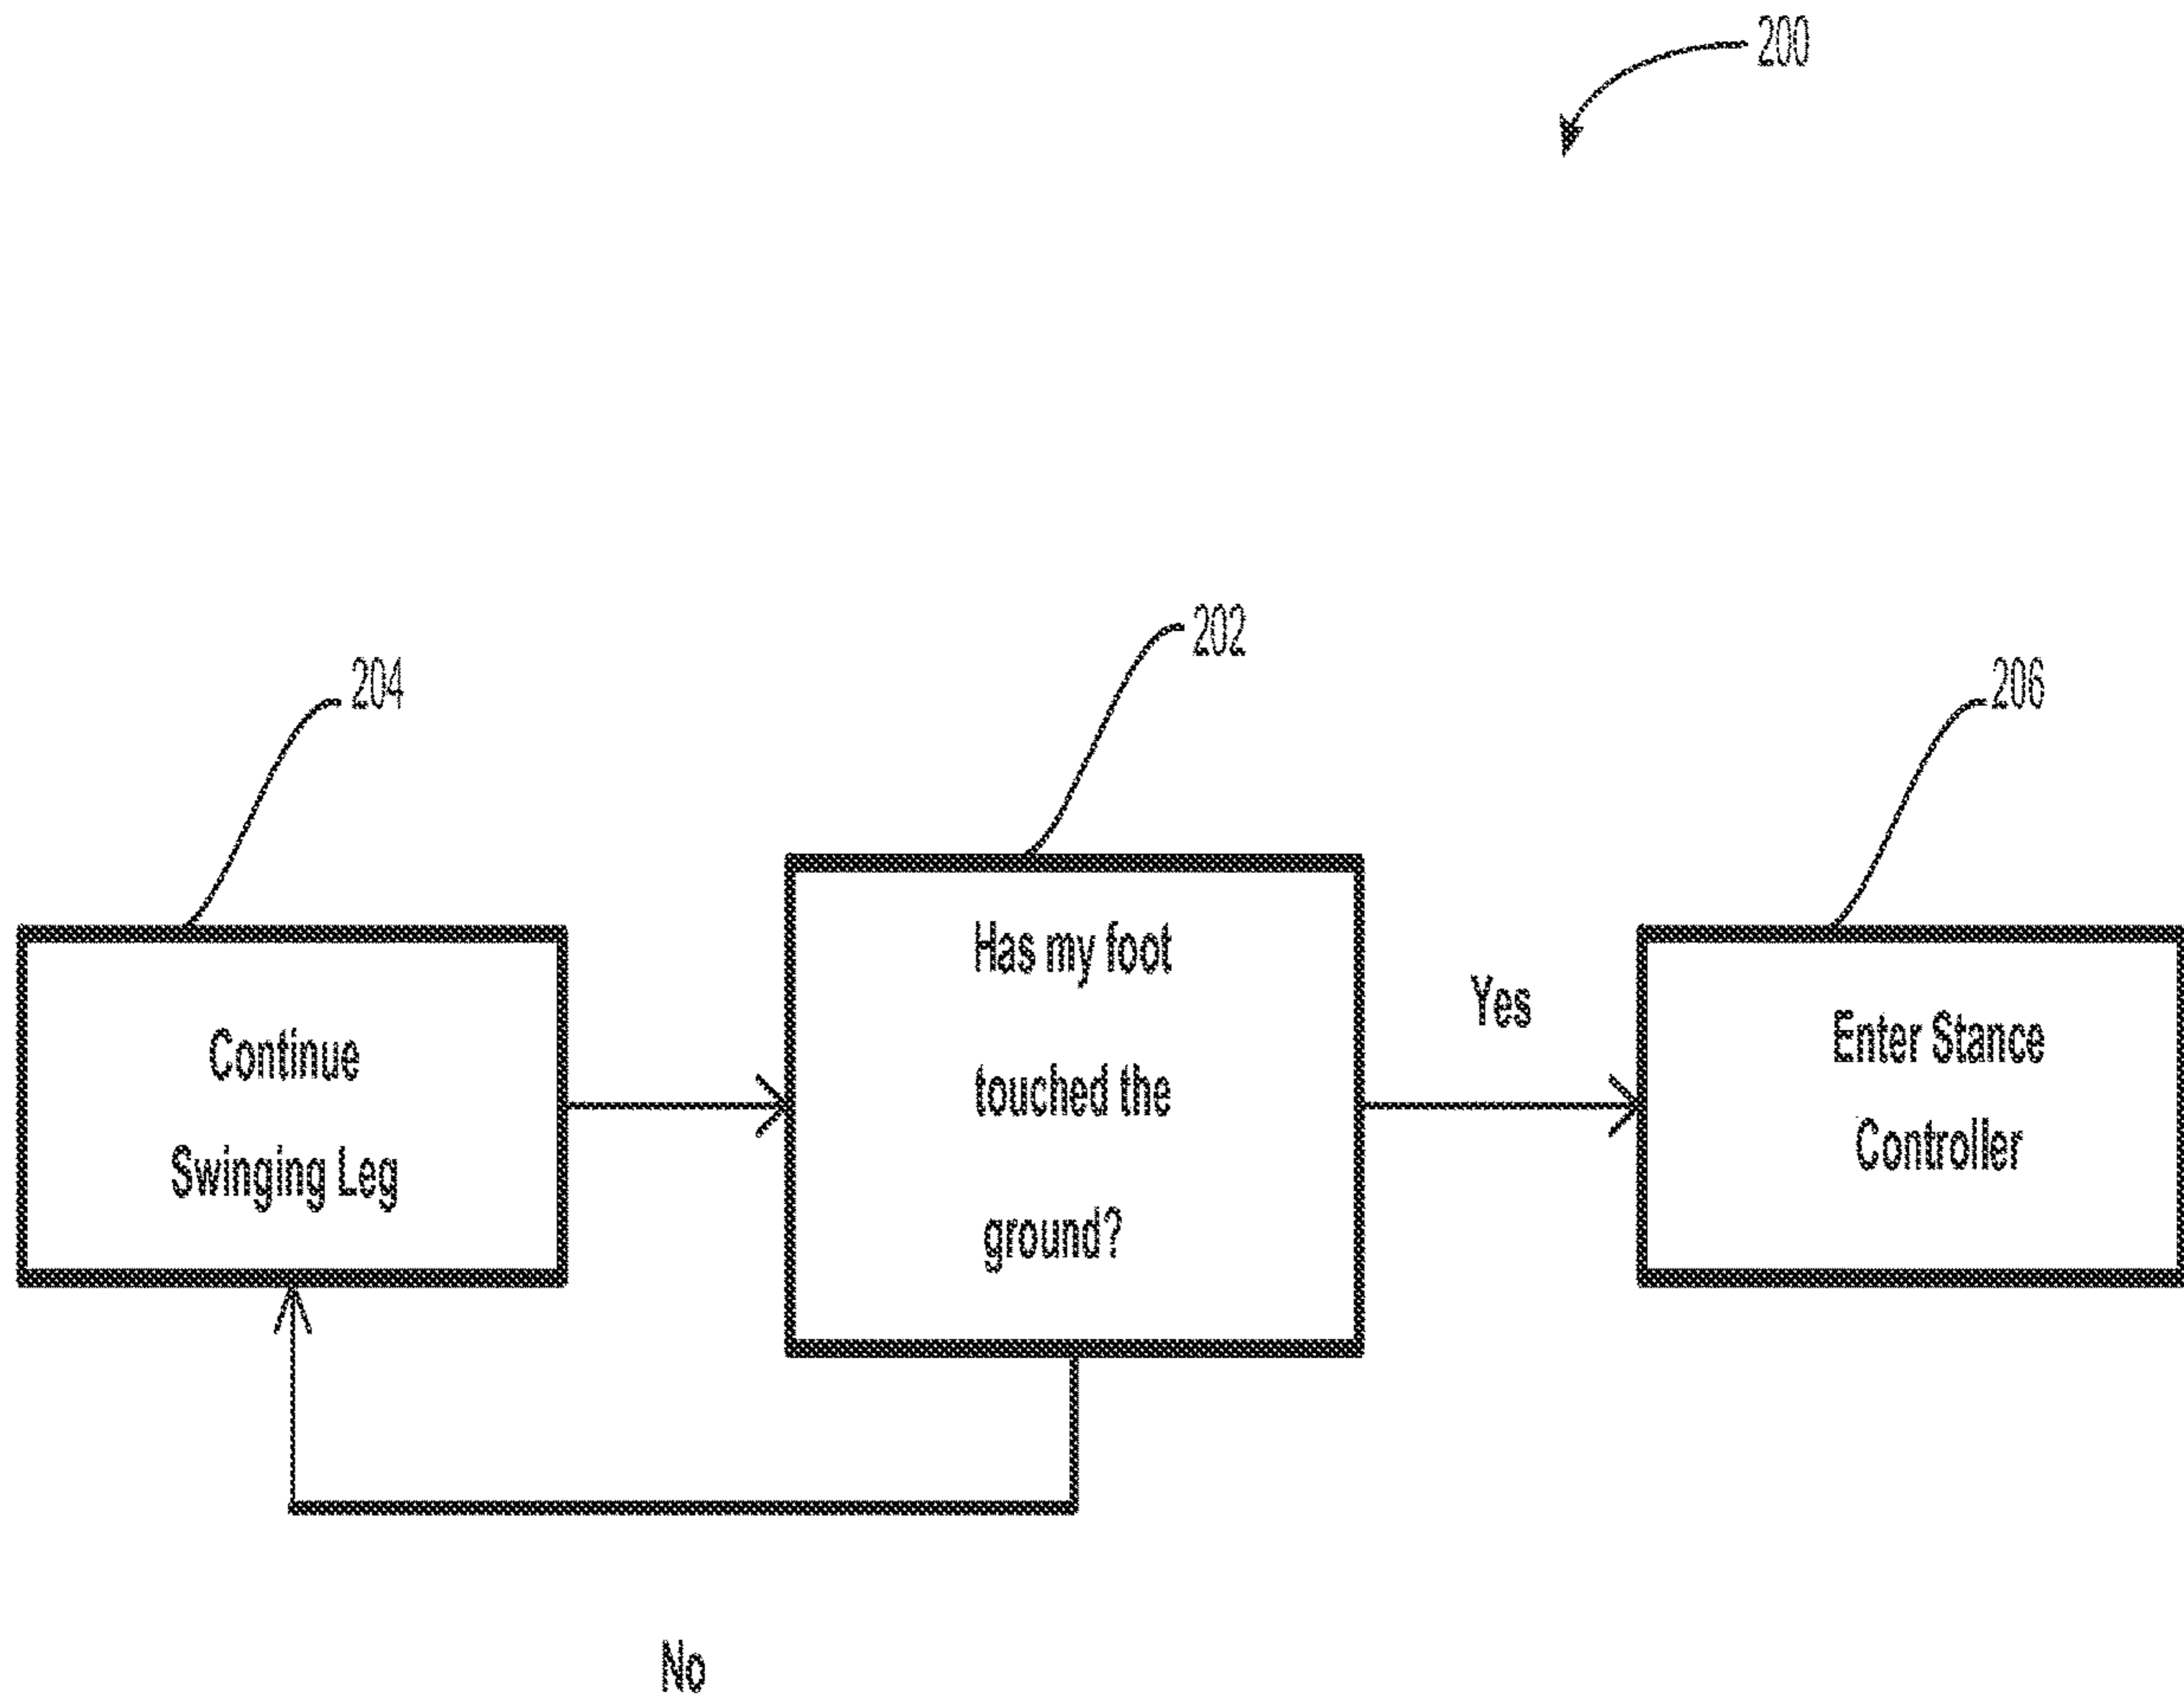 200
202
204
206
Has my foot
touched the
ground?
Yes
Continue
Swinging Leg
Enter Stance
Controller
No